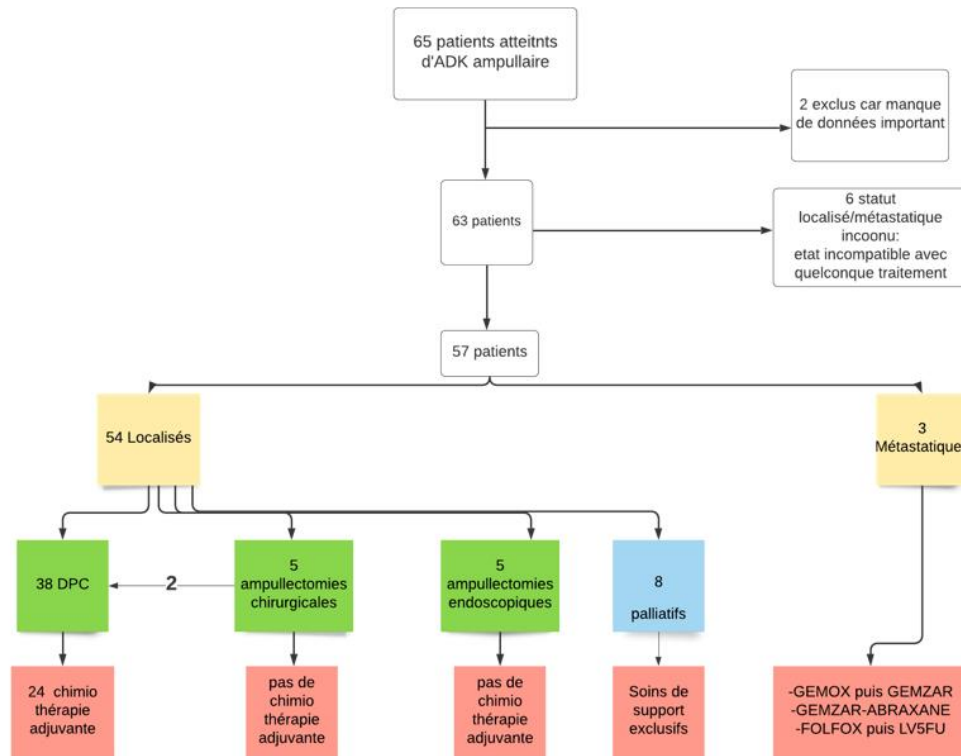 65 patients atteitnts
d'ADK ampullaire
2 exclus car manque
de données important
63 patients
6 statut
localisé/métastatique
incoonu:
etat incompatible avec
quelconque traitement
57 patients
54 Localisés
3
Métastatique
38 DPC
2
5
ampullectomies
chirurgicales
5
ampullectomies
endoscopiques
8
palliatifs
24 chimio
thérapie
adjuvante
pas de
chimio
thérapie
adjuvante
pas de
chimio
thérapie
adjuvante
Soins de
support
exclusifs
-GEMOX puis GEMZAR
-GEMZAR-ABRAXANE
-FOLFOX puis LV5FU